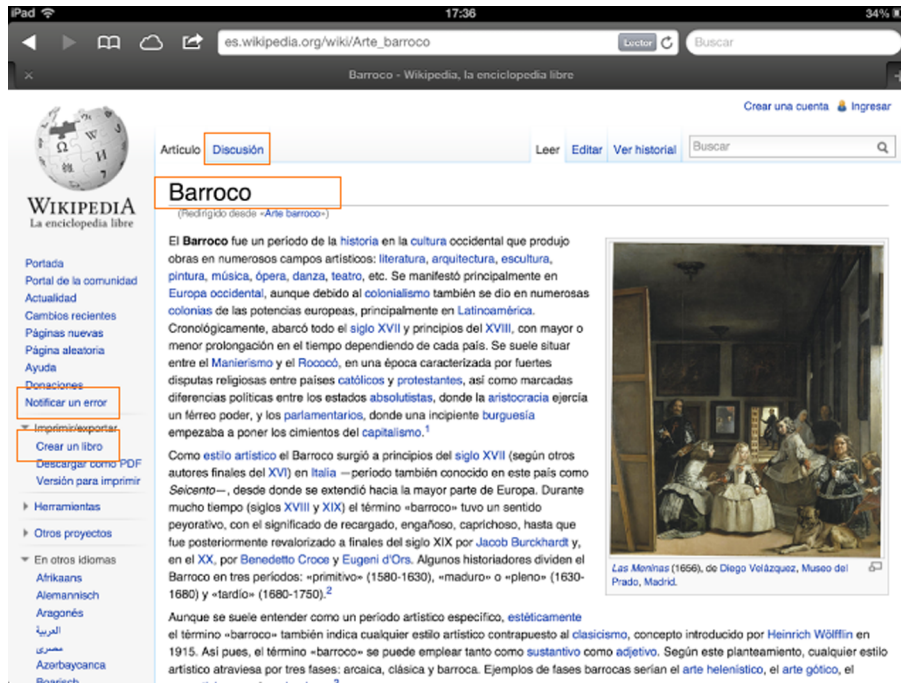 iPad 17:36 34%
es.wikipedia.org/wiki/Arte_barroco Lector Buscar
Barroco - Wikipedia, la enciclopedia libre
Crear una cuenta Ingresar
Artículo Discusión Leer Editar Ver historial Buscar
WIKIPEDIA
La enciclopedia libre
Portada
Portal de la comunidad
Actualidad
Cambios recientes
Páginas nuevas
Página aleatoria
Ayuda
Donaciones
Notificar un error
Imprimir/exportar
Crear un libro
Descargar como PDF
Versión para imprimir
Herramientas
Otros proyectos
En otros idiomas
Afrikaans
Alemannisch
Aragonés
العربية
مصرى
Azərbaycanca
Boarisch
Barroco
(Redirigido desde «Arte barroco»)
El Barroco fue un período de la historia en la cultura occidental que produjo
obras en numerosos campos artísticos: literatura, arquitectura, escultura,
pintura, música, ópera, danza, teatro, etc. Se manifestó principalmente en
Europa occidental, aunque debido al colonialismo también se dio en numerosas
colonias de las potencias europeas, principalmente en Latinoamérica.
Cronológicamente, abarcó todo el siglo XVII y principios del XVIII, con mayor o
menor prolongación en el tiempo dependiendo de cada país. Se suele situar
entre el Manierismo y el Rococó, en una época caracterizada por fuertes
disputas religiosas entre países católicos y protestantes, así como marcadas
diferencias políticas entre los estados absolutistas, donde la aristocracia ejercía
un férreo poder, y los parlamentarios, donde una incipiente burguesía
empezaba a poner los cimientos del capitalismo.1
Como estilo artístico el Barroco surgió a principios del siglo XVII (según otros
autores finales del XVI) en Italia —período también conocido en este país como
Seicento—, desde donde se extendió hacia la mayor parte de Europa. Durante
mucho tiempo (siglos XVIII y XIX) el término «barroco» tuvo un sentido
peyorativo, con el significado de recargado, engañoso, caprichoso, hasta que
fue posteriormente revalorizado a finales del siglo XIX por Jacob Burckhardt y,
en el XX, por Benedetto Croce y Eugeni d'Ors. Algunos historiadores dividen el
Barroco en tres períodos: «primitivo» (1580-1630), «maduro» o «pleno» (1630-
1680) y «tardío» (1680-1750).2
Aunque se suele entender como un período artístico específico, estéticamente
el término «barroco» también indica cualquier estilo artístico contrapuesto al clasicismo, concepto introducido por Heinrich Wölfflin en
1915. Así pues, el término «barroco» se puede emplear tanto como sustantivo como adjetivo. Según este planteamiento, cualquier estilo
artístico atraviesa por tres fases: arcaica, clásica y barroca. Ejemplos de fases barrocas serían el arte helenístico, el arte gótico, el
Las Meninas (1656), de Diego Velázquez, Museo del
Prado, Madrid.